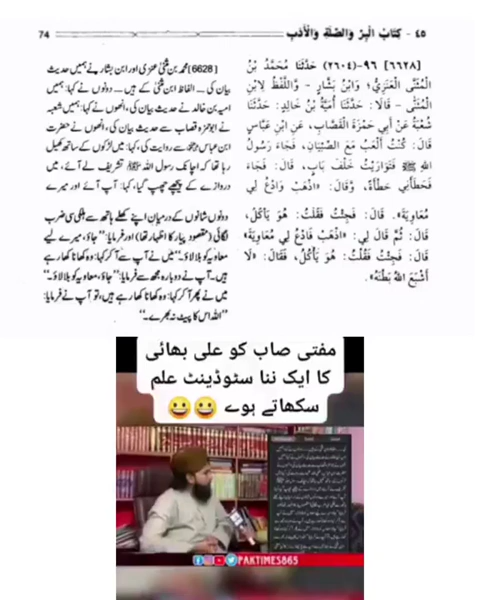 ٤٥ - كِتَابُ الْبِرِّ وَالصِّلَةِ وَالْأَدَبِ
74
[٦٦٢٨] ٩٦-(٢٦٠٤) حَدَّثَنَا مُحَمَّدُ بْنُ
الْمُثَنَّى الْعَنَزِيُّ؛ وَابْنُ بَشَّارٍ - وَاللَّفْظُ لِابْنِ
الْمُثَنَّى - قَالَا: حَدَّثَنَا أُمَيَّةُ بْنُ خَالِدٍ: حَدَّثَنَا
شُعْبَةُ عَنْ أَبِي حَمْزَةَ الْقَصَّابِ، عَنِ ابْنِ عَبَّاسٍ
قَالَ: كُنْتُ أَلْعَبُ مَعَ الصِّبْيَانِ، فَجَاءَ رَسُولُ
اللهِ ﷺ فَتَوَارَيْتُ خَلْفَ بَابٍ، قَالَ: فَجَاءَ
فَحَطَأَنِي حَطْأَةً، وَقَالَ: «اذْهَبْ وَادْعُ لِي
مُعَاوِيَةَ». قَالَ: فَجِئْتُ فَقُلْتُ: هُوَ يَأْكُلُ،
قَالَ: ثُمَّ قَالَ لِي: «اذْهَبْ فَادْعُ لِي مُعَاوِيَةَ»
قَالَ: فَجِئْتُ فَقُلْتُ: هُوَ يَأْكُلُ، فَقَالَ: «لَا
أَشْبَعَ اللهُ بَطْنَهُ».
[6628] محمد بن مثنیٰ عنزی اور ابن بشار نے ہمیں حدیث
بیان کی ۔۔ الفاظ ابن مثنیٰ کے ہیں ۔۔ دونوں نے کہا: ہمیں
امیہ بن خالد نے حدیث بیان کی، انھوں نے کہا: ہمیں شعبہ
نے ابوحمزہ قصاب سے حدیث بیان کی، انھوں نے حضرت
ابن عباس رضی اللہ عنہما سے روایت کی، کہا: میں لڑکوں کے ساتھ کھیل
رہا تھا کہ اچانک رسول اللہ ﷺ تشریف لے آئے، میں
دروازے کے پیچھے چھپ گیا، کہا: آپ آئے اور میرے
دونوں شانوں کے درمیان اپنے کھلے ہاتھ سے ہلکی سی ضرب
لگائی (مقصود پیار کا اظہار تھا) اور فرمایا: ''جاؤ، میرے لیے
معاویہ کو بلا لاؤ۔'' میں نے آپ سے آ کر کہا: وہ کھانا کھا رہے
ہیں۔ آپ نے دوبارہ مجھ سے فرمایا: ''جاؤ، معاویہ کو بلا لاؤ۔''
میں نے پھر آ کر کہا: وہ کھانا کھا رہے ہیں، تو آپ نے فرمایا:
''اللہ اس کا پیٹ نہ بھرے۔''
مفتی صاب کو علی بھائی
کا ایک ننا سٹوڈینٹ علم
سکھاتے ہوے 😀😀
PAKTIMES865